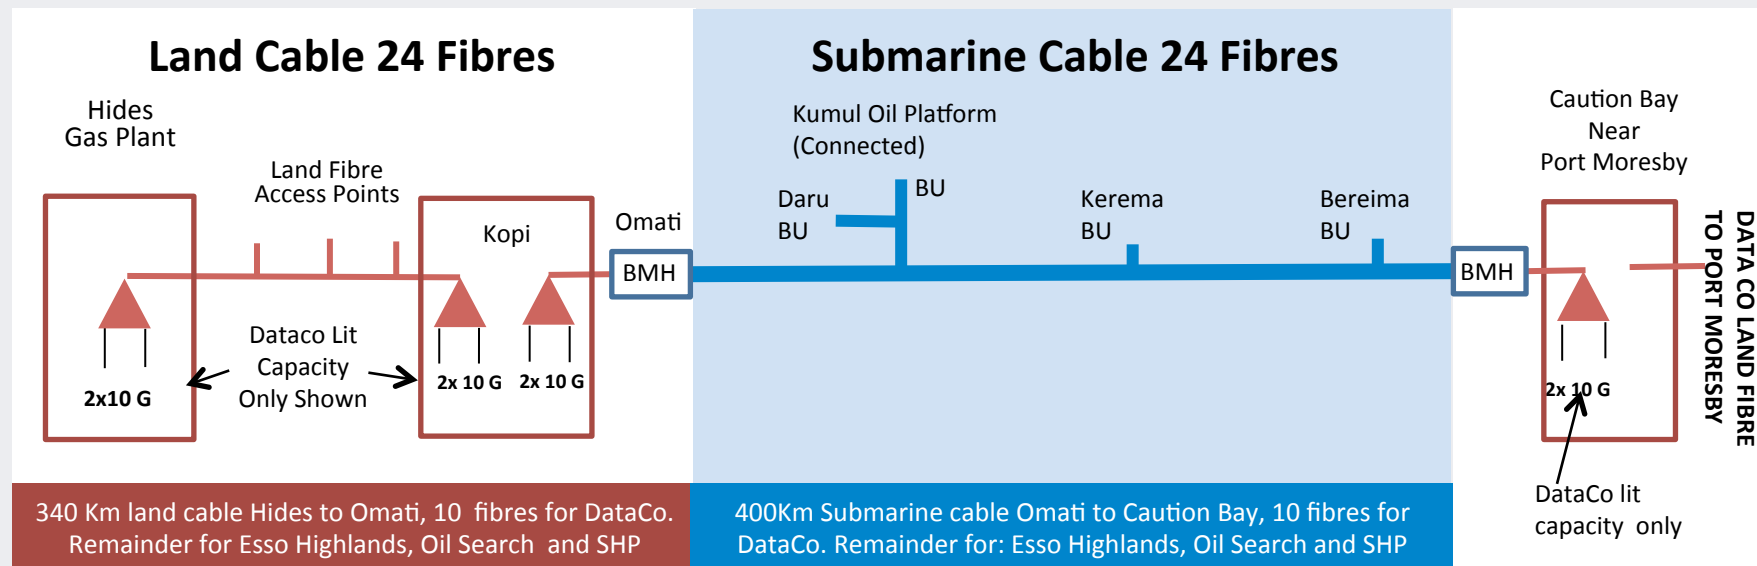 Land Cable 24 Fibres
Submarine Cable 24 Fibres
Hides
Gas Plant
Land Fibre
Access Points
Kopi
Omati
BMH
Kumul Oil Platform
(Connected)
BU
Daru
BU
Kerema
BU
Bereima
BU
BMH
Caution Bay
Near
Port Moresby
DATA CO LAND FIBRE
TO PORT MORESBY
2x10 G
Dataco Lit
Capacity
Only Shown
2x 10 G
2x 10 G
2x 10 G
DataCo lit
capacity only
340 Km land cable Hides to Omati, 10 fibres for DataCo.
Remainder for Esso Highlands, Oil Search and SHP
400Km Submarine cable Omati to Caution Bay, 10 fibres for
DataCo. Remainder for: Esso Highlands, Oil Search and SHP